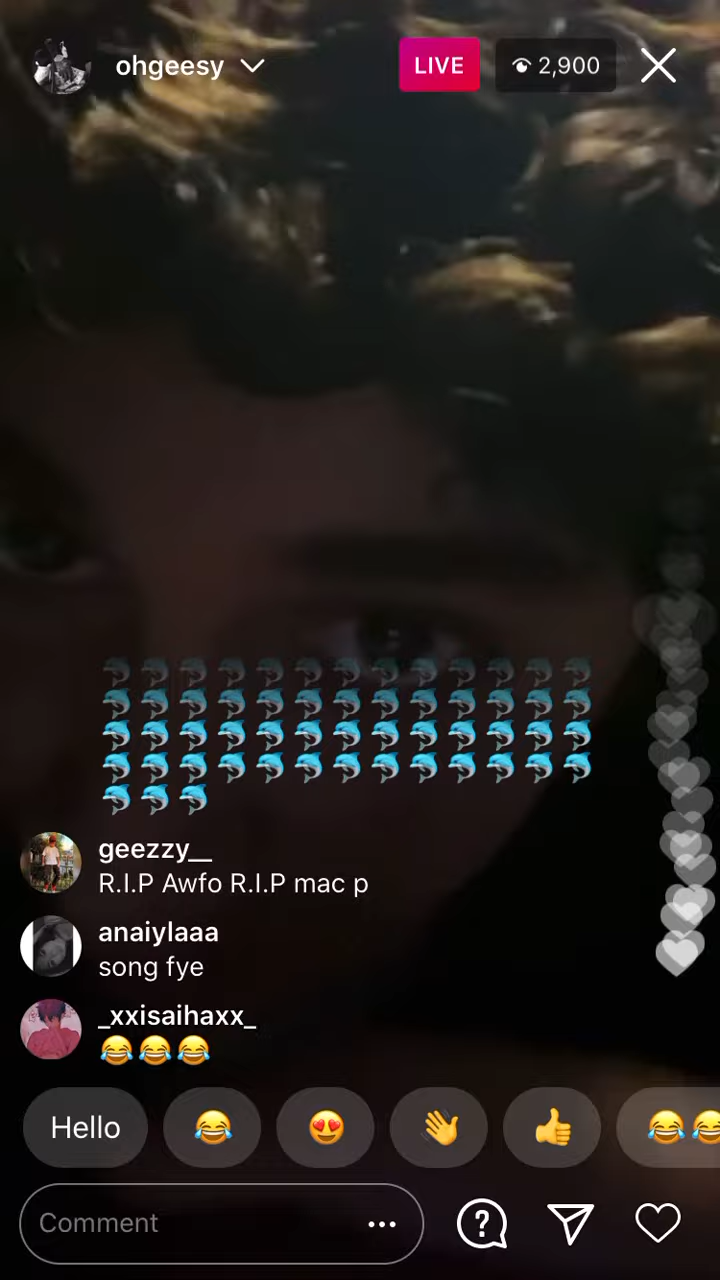 ohgeesy
LIVE
2,900
geezzy__
R.I.P Awfo R.I.P mac p
anaiylaaa
song fye
_xxisaihaxx_
😂😂😂
Hello
Comment